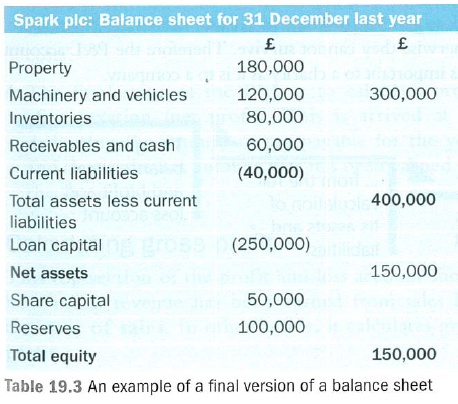 Spark plc: Balance sheet for 31 December last year
£ £
Property 180,000
Machinery and vehicles 120,000 300,000
Inventories 80,000
Receivables and cash 60,000
Current liabilities (40,000)
Total assets less current 400,000
liabilities
Loan capital (250,000)
Net assets 150,000
Share capital 50,000
Reserves 100,000
Total equity 150,000
Table 19.3 An example of a final version of a balance sheet